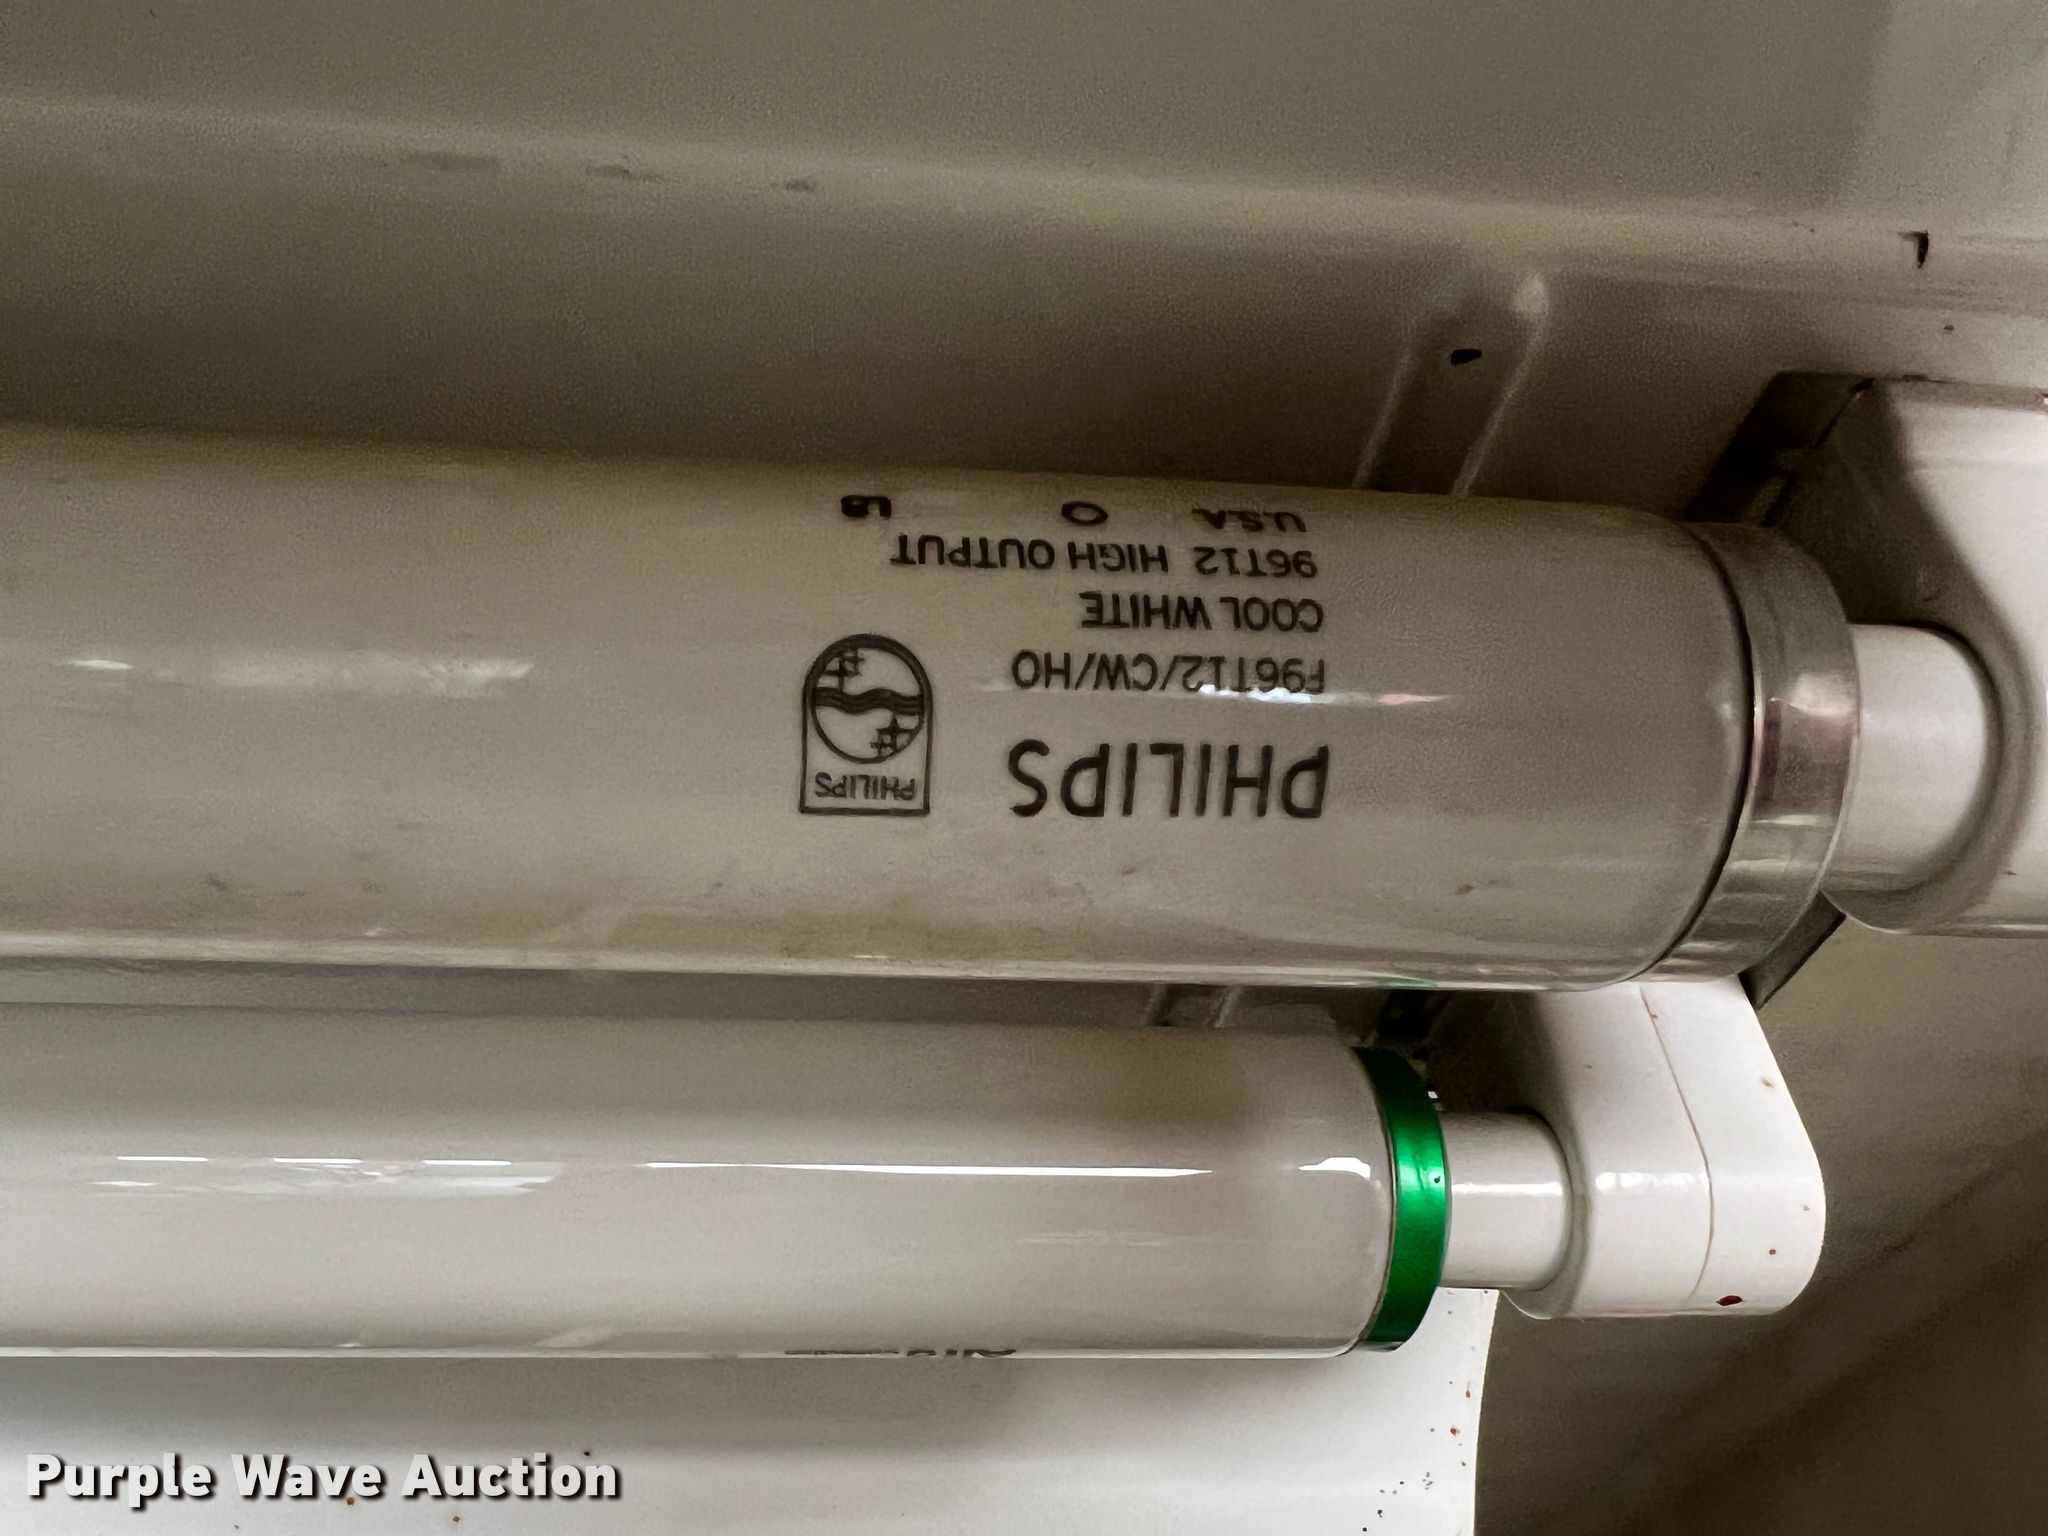 PHILIPS
PHILIPS
F96T12/CW/HO
COOL WHITE
96T12 HIGH OUTPUT
U.S.A.
Purple Wave Auction